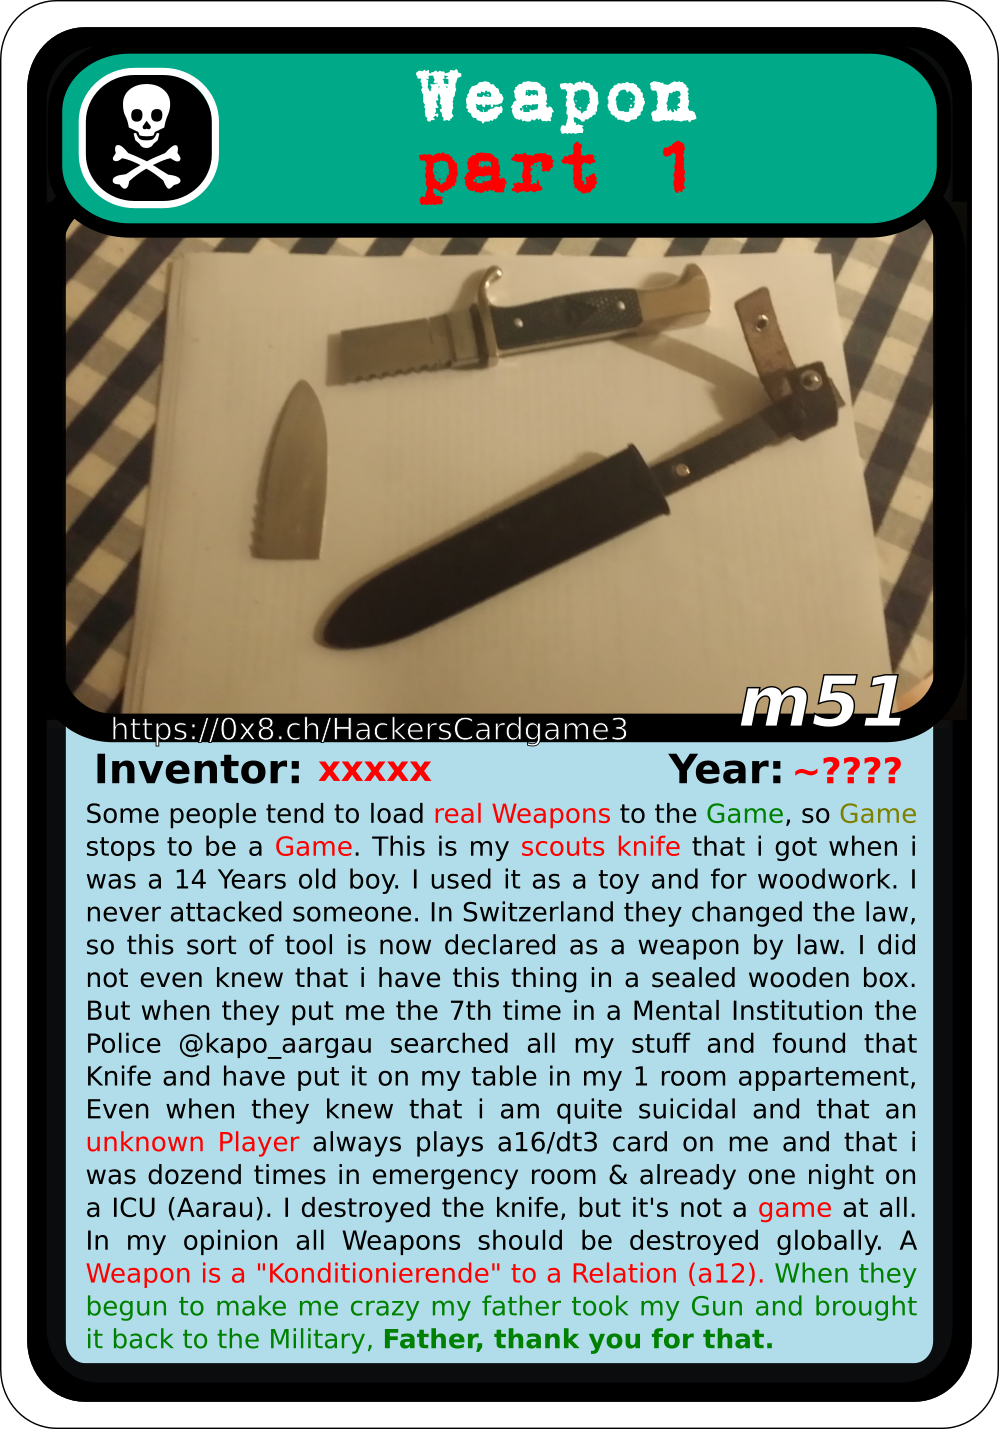 Weapon
part 1
m51
https://0x8.ch/HackersCardgame3
Inventor: xxxxx Year: ~????
Some people tend to load real Weapons to the Game, so Game
stops to be a Game. This is my scouts knife that i got when i
was a 14 Years old boy. I used it as a toy and for woodwork. I
never attacked someone. In Switzerland they changed the law,
so this sort of tool is now declared as a weapon by law. I did
not even knew that i have this thing in a sealed wooden box.
But when they put me the 7th time in a Mental Institution the
Police @kapo_aargau searched all my stuff and found that
Knife and have put it on my table in my 1 room appartement,
Even when they knew that i am quite suicidal and that an
unknown Player always plays a16/dt3 card on me and that i
was dozend times in emergency room & already one night on
a ICU (Aarau). I destroyed the knife, but it's not a game at all.
In my opinion all Weapons should be destroyed globally. A
Weapon is a "Konditionierende" to a Relation (a12). When they
begun to make me crazy my father took my Gun and brought
it back to the Military, Father, thank you for that.